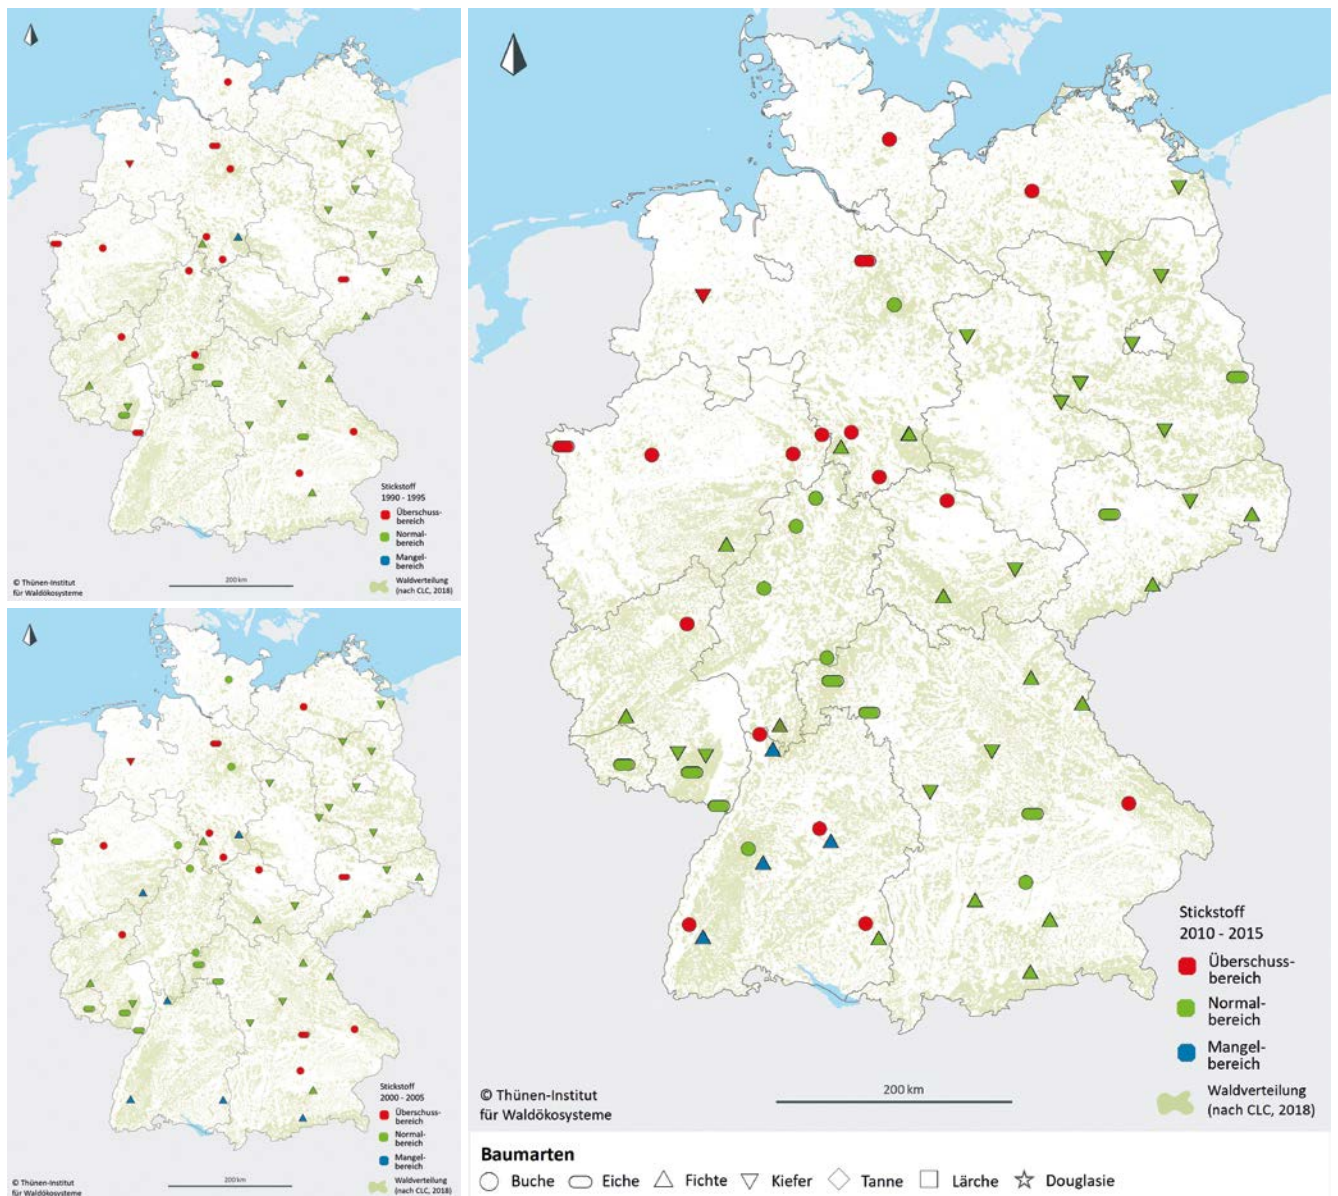 Stickstoff
1990 - 1995
Überschuss-
bereich
Normal-
bereich
Mangel-
bereich
Waldverteilung
(nach CLC, 2018)
200 km
© Thünen-Institut
für Waldökosysteme
Stickstoff
2000 - 2005
Überschuss-
bereich
Normal-
bereich
Mangel-
bereich
Waldverteilung
(nach CLC, 2018)
200 km
© Thünen-Institut
für Waldökosysteme
Stickstoff
2010 - 2015
Überschuss-
bereich
Normal-
bereich
Mangel-
bereich
Waldverteilung
(nach CLC, 2018)
200 km
© Thünen-Institut
für Waldökosysteme
Baumarten
Buche Eiche Fichte Kiefer Tanne Lärche Douglasie